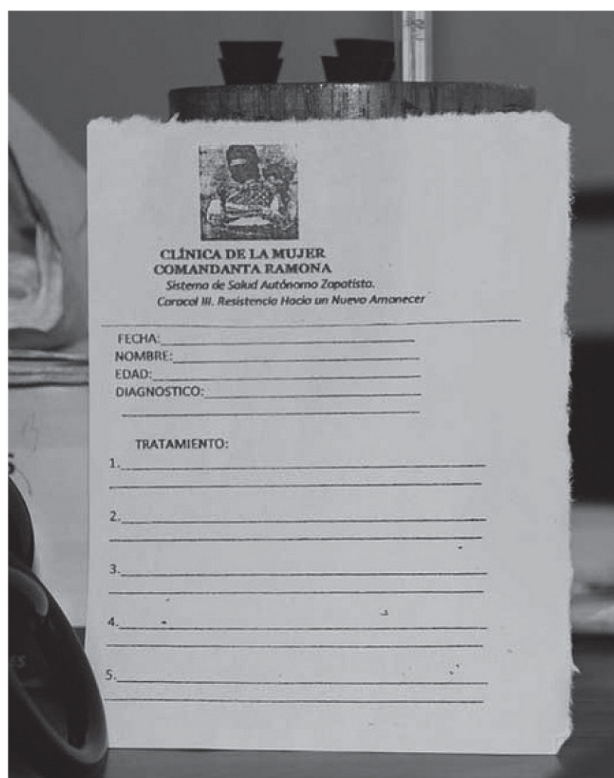 CLÍNICA DE LA MUJER
COMANDANTA RAMONA
Sistema de Salud Autónomo Zapatista.
Caracol III. Resistencia Hacia un Nuevo Amanecer
FECHA:
NOMBRE:
EDAD:
DIAGNOSTICO:
TRATAMIENTO:
1.
2.
3.
4.
5.